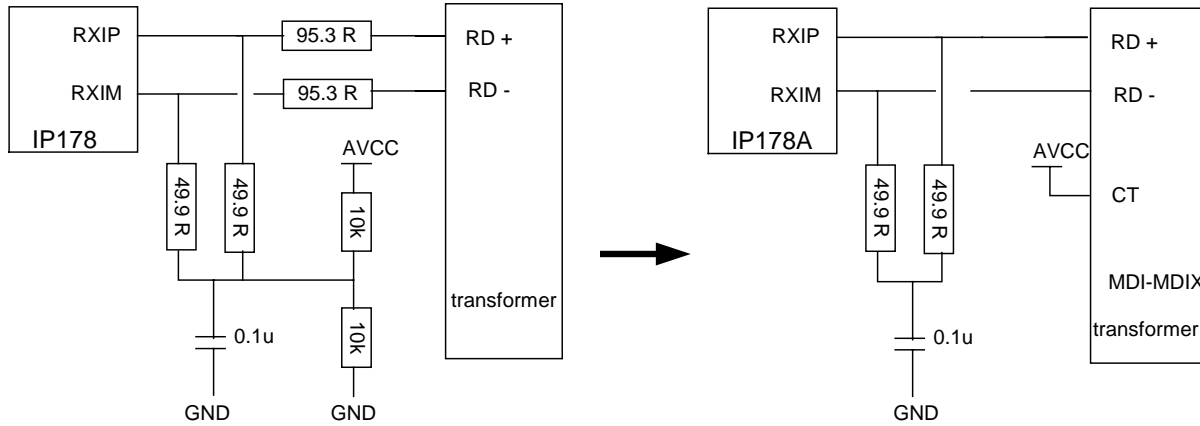 RXIP
RXIM
IP178
95.3 R
95.3 R
RD +
RD -
AVCC
49.9 R
49.9 R
10k
10k
0.1u
GND
GND
transformer
RXIP
RXIM
IP178A
RD +
RD -
AVCC
CT
49.9 R
49.9 R
MDI-MDIX
transformer
0.1u
GND